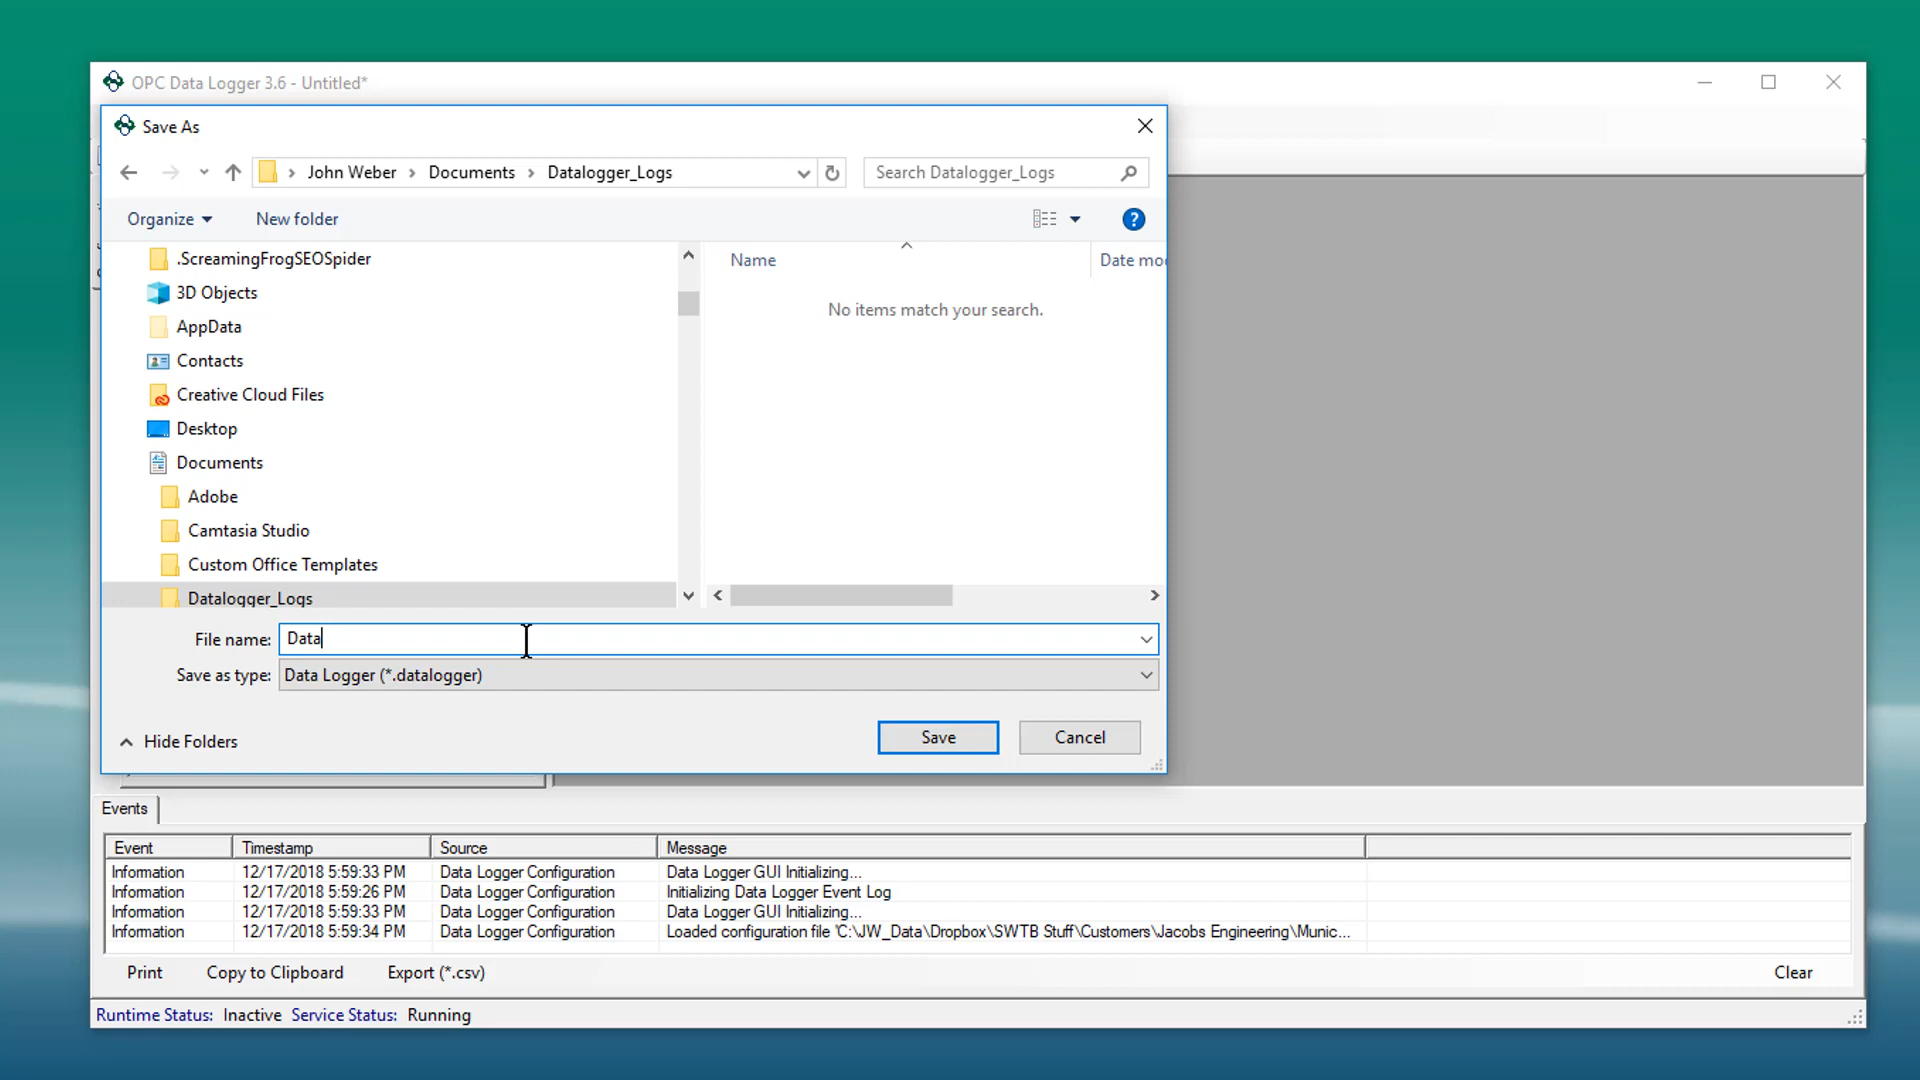 OPC Data Logger 3.6 - Untitled*
Save As
John Weber > Documents > Datalogger_Logs
Search Datalogger_Logs
Organize
New folder
?
.ScreamingFrogSEOSpider
3D Objects
AppData
Contacts
Creative Cloud Files
Desktop
Documents
Adobe
Camtasia Studio
Custom Office Templates
Datalogger_Logs
Name
Date mod
No items match your search.
File name: Data
Save as type: Data Logger (*.datalogger)
Hide Folders
Save
Cancel
Events
Event Timestamp Source Message
Information 12/17/2018 5:59:33 PM Data Logger Configuration Data Logger GUI Initializing...
Information 12/17/2018 5:59:26 PM Data Logger Configuration Initializing Data Logger Event Log
Information 12/17/2018 5:59:33 PM Data Logger Configuration Data Logger GUI Initializing...
Information 12/17/2018 5:59:34 PM Data Logger Configuration Loaded configuration file 'C:\JW_Data\Dropbox\SWTB Stuff\Customers\Jacobs Engineering\Munic...
Print
Copy to Clipboard
Export (*.csv)
Clear
Runtime Status: Inactive Service Status: Running